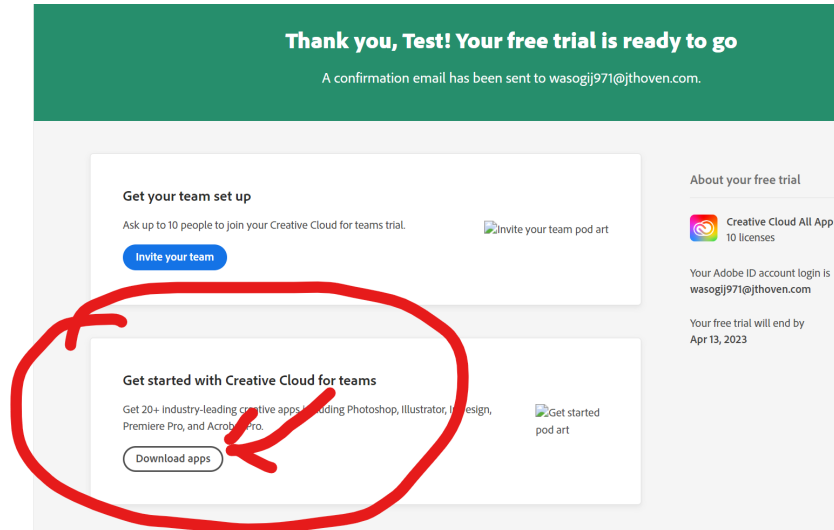 Thank you, Test! Your free trial is ready to go
A confirmation email has been sent to wasogij971@jthoven.com.
Get your team set up
Ask up to 10 people to join your Creative Cloud for teams trial.
Invite your team pod art
Invite your team
Get started with Creative Cloud for teams
Get 20+ industry-leading creative apps including Photoshop, Illustrator, InDesign,
Premiere Pro, and Acrobat Pro.
Get started
pod art
Download apps
About your free trial
Creative Cloud All App
10 licenses
Your Adobe ID account login is
wasogij971@jthoven.com
Your free trial will end by
Apr 13, 2023